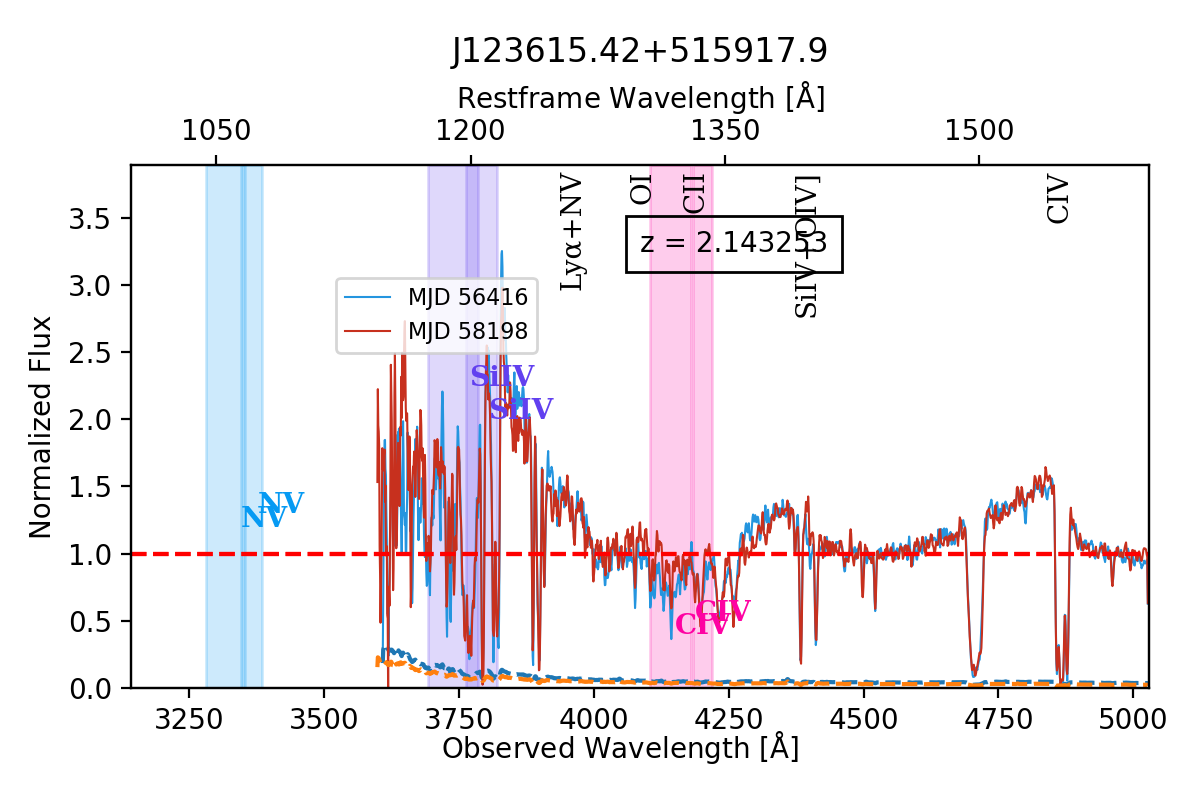 J123615.42+515917.9
Restframe Wavelength [Å]
1050 1200 1350 1500
Lyα+NV
OI
CII
SiIV+OIV]
CIV
z = 2.143253
MJD 56416
MJD 58198
SiIV
SiIV
NV
NV
CIV
CIV
Normalized Flux
3.5
3.0
2.5
2.0
1.5
1.0
0.5
0.0
3250 3500 3750 4000 4250 4500 4750 5000
Observed Wavelength [Å]